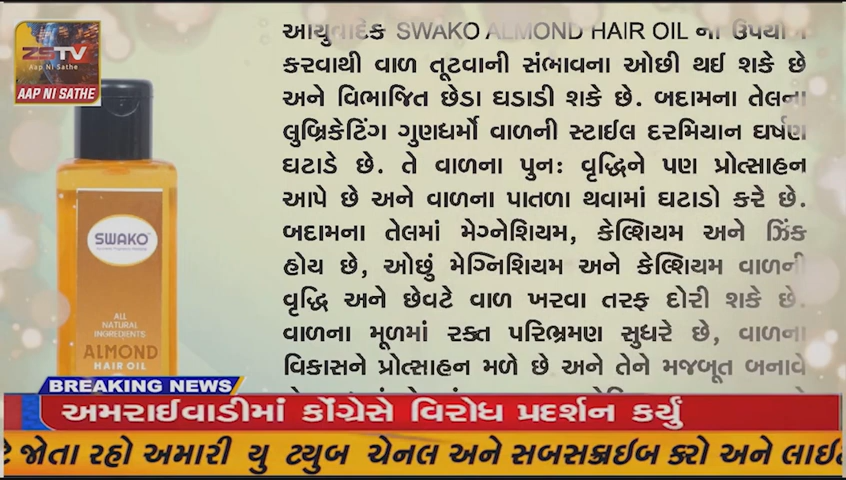 ZSTV
Aap Ni Sathe
AAP NI SATHE
આયુર્વાદિક SWAKO ALMOND HAIR OIL ના ઉપયોગ
કરવાથી વાળ તૂટવાની સંભાવના ઓછી થઈ શકે છે
અને વિભાજિત છેડા ઘડાડી શકે છે. બદામના તેલના
લુબ્રિકેટિંગ ગુણધર્મો વાળની સ્ટાઈલ દરમિયાન ઘર્ષણ
ઘટાડે છે. તે વાળના પુનઃ વૃદ્ધિને પણ પ્રોત્સાહન
આપે છે અને વાળના પાતળા થવામાં ઘટાડો કરે છે.
બદામના તેલમાં મેગ્નેશિયમ, કેલ્શિયમ અને ઝિંક
હોય છે, ઓછું મેગ્નિશિયમ અને કેલ્શિયમ વાળની
વૃદ્ધિ અને છેવટે વાળ ખરવા તરફ દોરી શકે છે.
વાળના મૂળમાં રક્ત પરિભ્રમણ સુધરે છે, વાળના
વિકાસને પ્રોત્સાહન મળે છે અને તેને મજબૂત બનાવે
SWAKO
ALL
NATURAL
INGREDIENTS
ALMOND
HAIR OIL
BREAKING NEWS
અમરાઈવાડીમાં કોંગ્રેસે વિરોધ પ્રદર્શન કર્યું
જોતા રહો અમારી યુ ટ્યુબ ચેનલ અને સબસક્રાઈબ કરો અને લાઈ